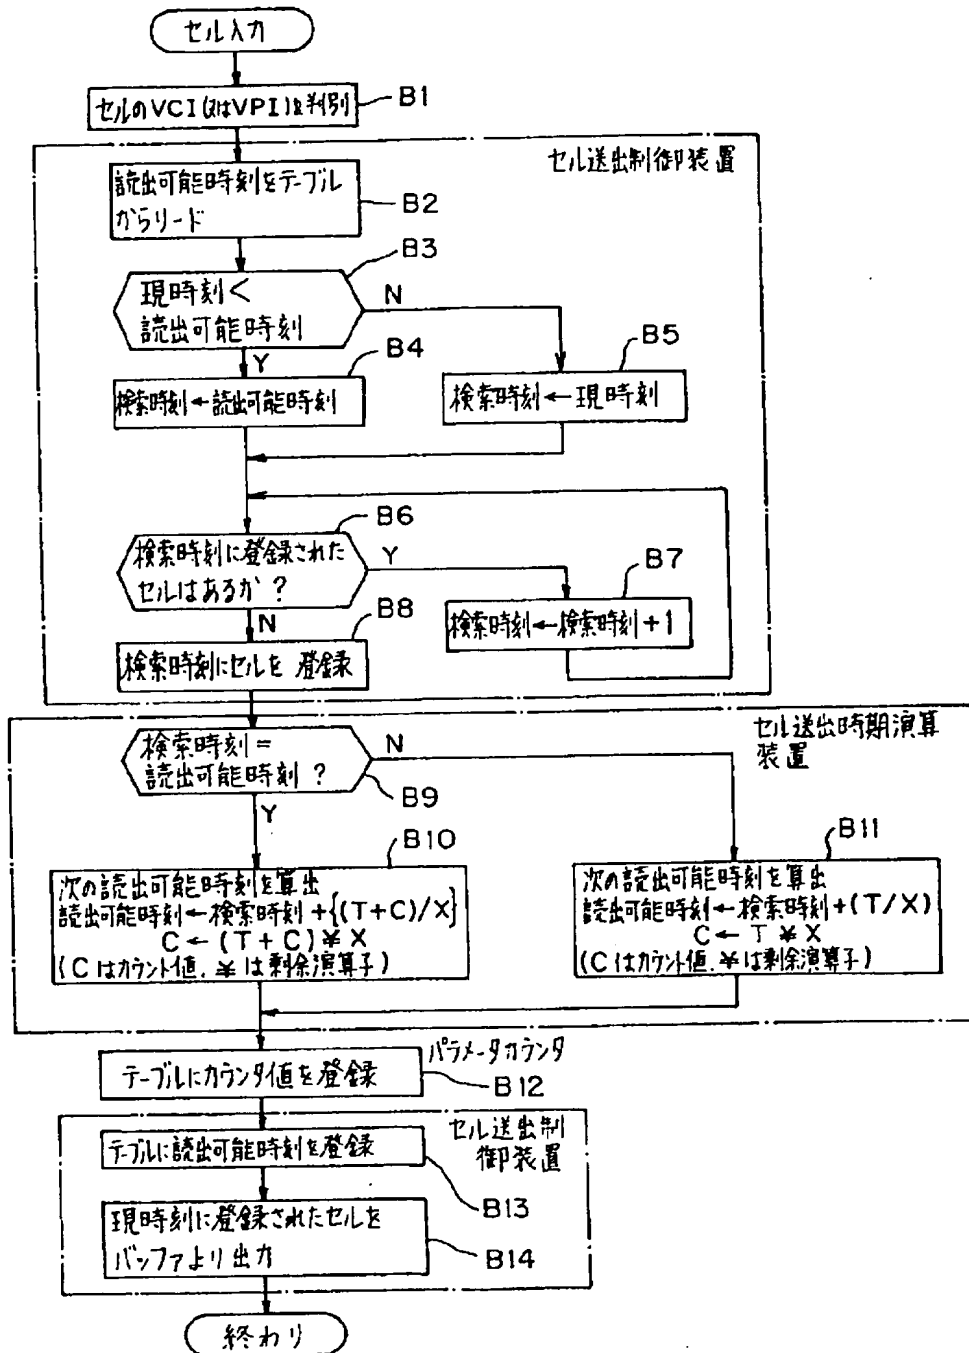 セル入力
セルのVCI(又はVPI)を判別
B1
セル送出制御装置
読出可能時刻をテーブル
からリード
B2
B3
現時刻<
読出可能時刻
N
Y
B4
検索時刻←読出可能時刻
B5
検索時刻←現時刻
B6
検索時刻に登録された
セルはあるか?
Y
N
B7
検索時刻←検索時刻+1
B8
検索時刻にセルを登録
セル送出時期演算
装置
検索時刻=
読出可能時刻?
N
B9
Y
B10
次の読出可能時刻を算出
読出可能時刻←検索時刻+{(T+C)/X}
C←(T+C)¥X
(Cはカウント値、¥は剰余演算子)
B11
次の読出可能時刻を算出
読出可能時刻←検索時刻+(T/X)
C←T¥X
(Cはカウント値、¥は剰余演算子)
パラメータカウンタ
テーブルにカウンタ値を登録
B12
セル送出制
御装置
テーブルに読出可能時刻を登録
B13
現時刻に登録されたセルを
バッファより出力
B14
終わり